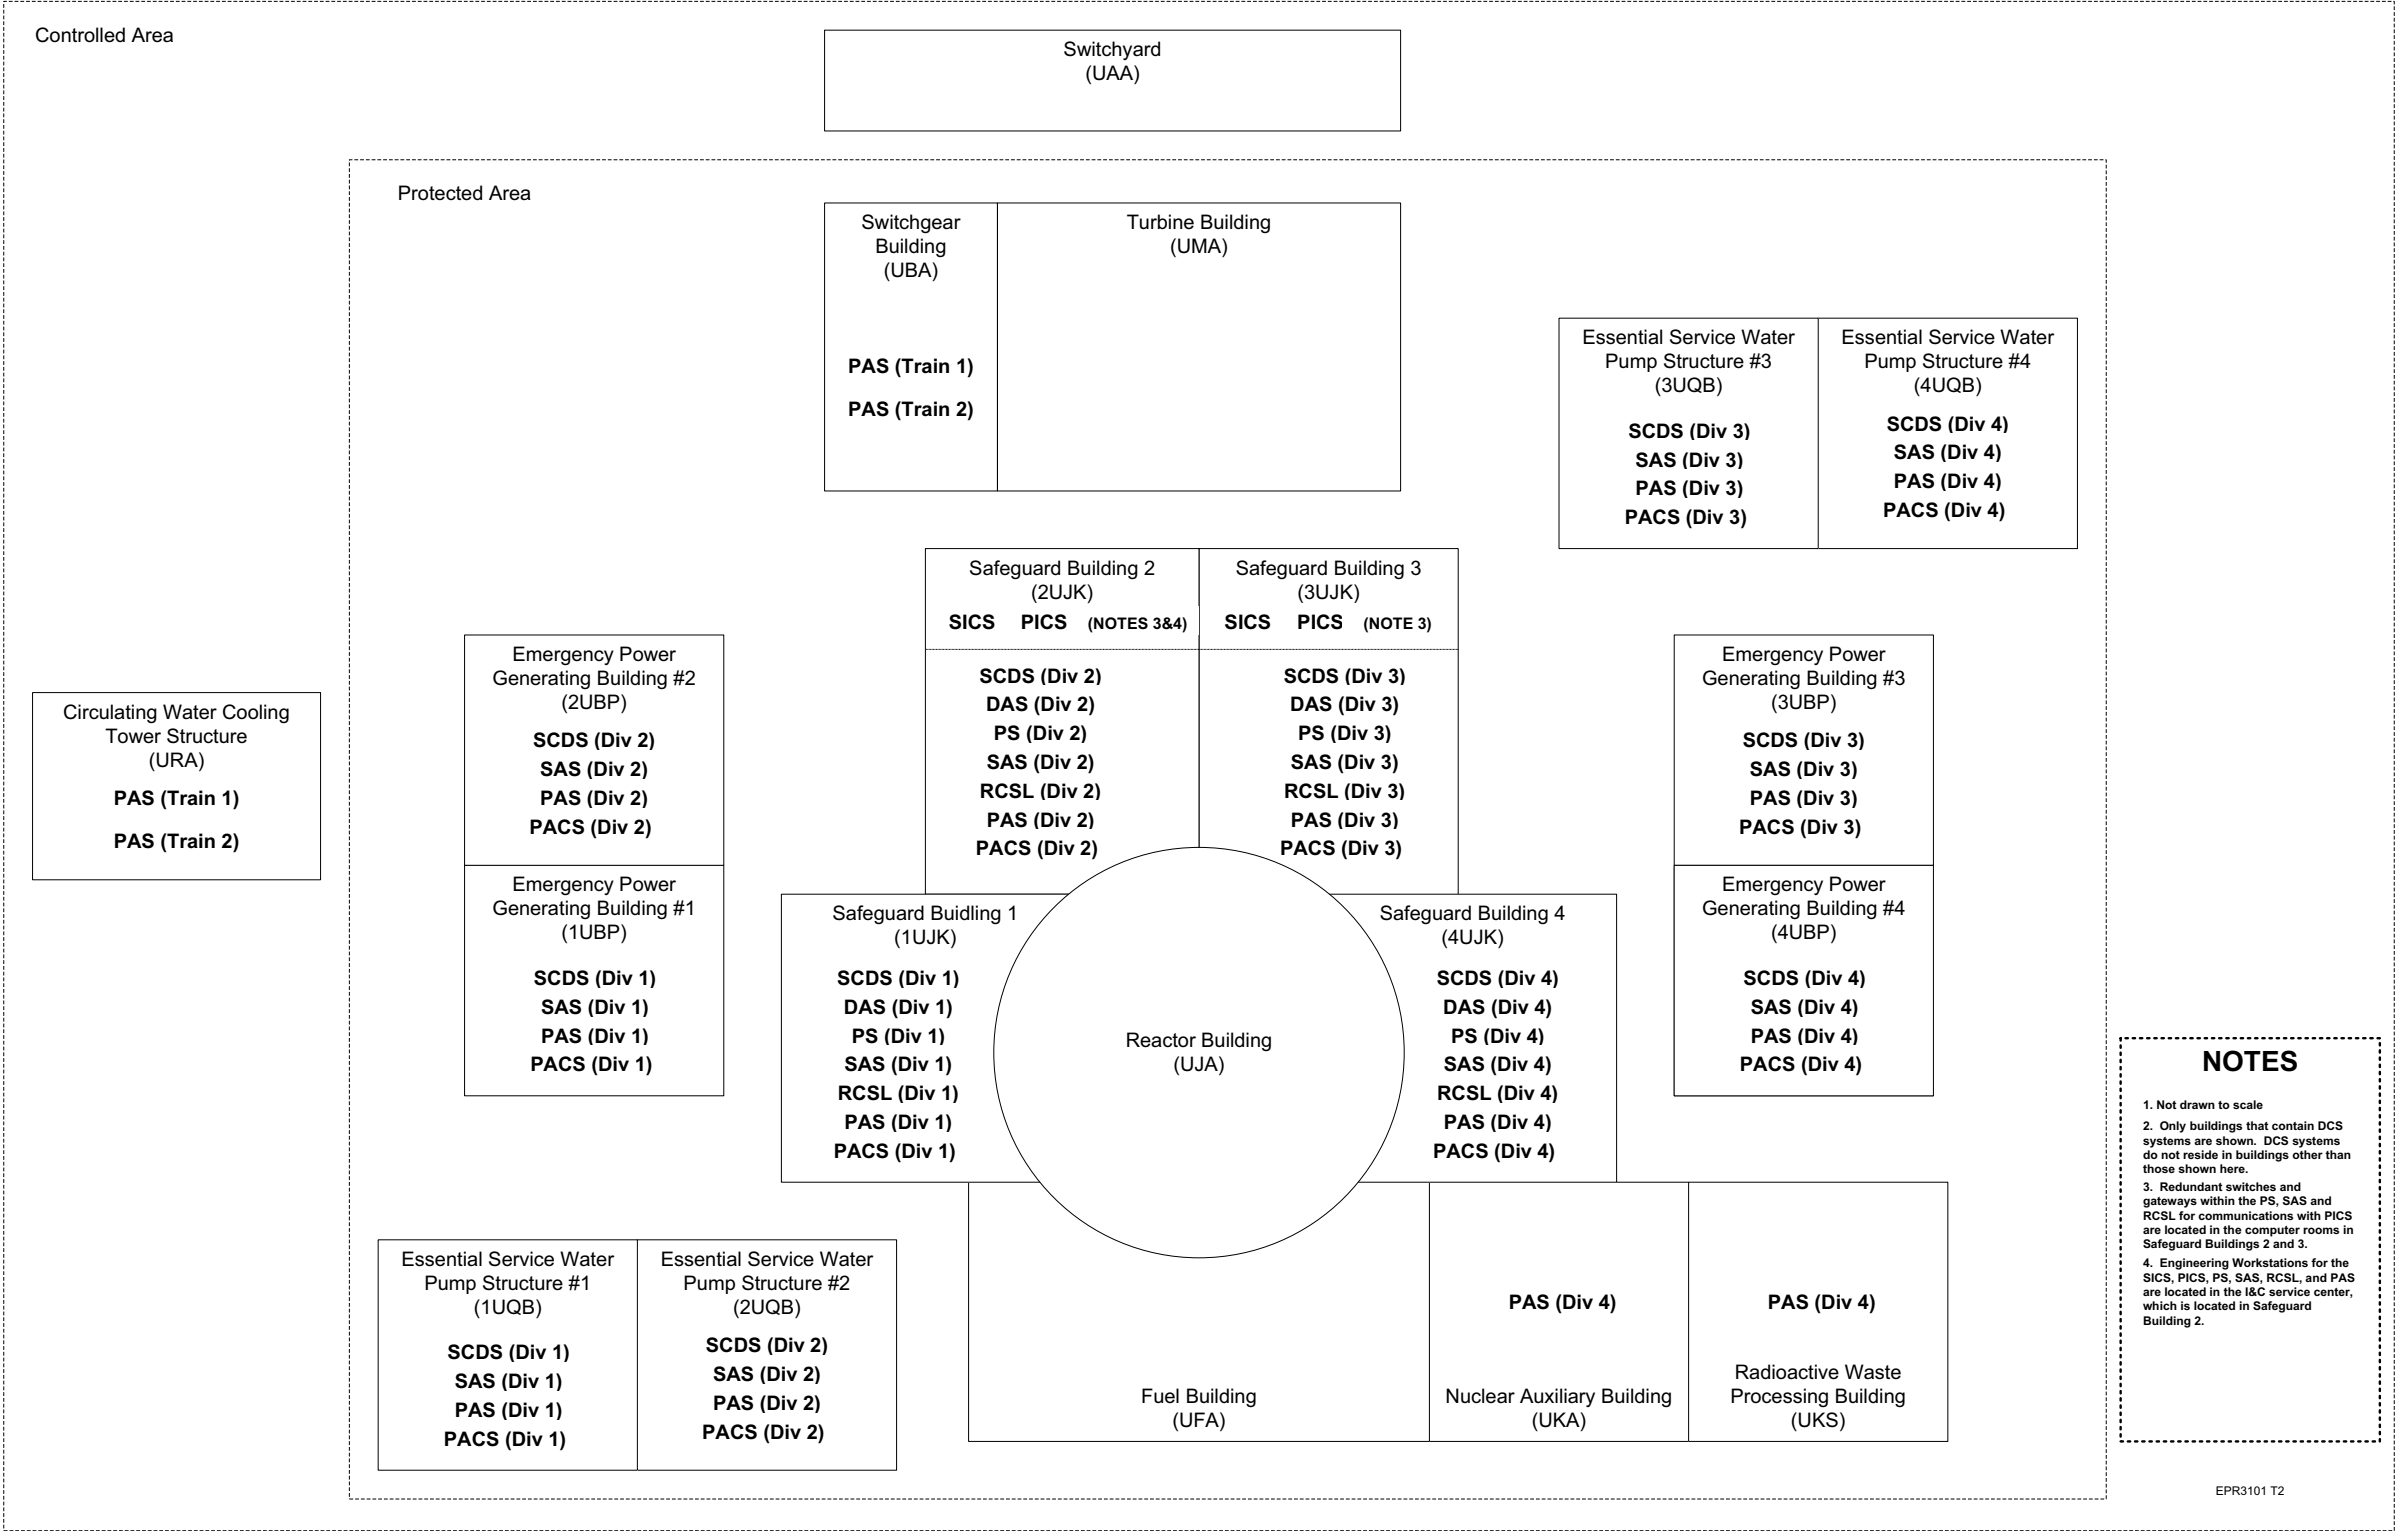 Controlled Area
Switchyard
(UAA)
Protected Area
Switchgear
Building
(UBA)
PAS (Train 1)
PAS (Train 2)
Turbine Building
(UMA)
Essential Service Water
Pump Structure #3
(3UQB)
SCDS (Div 3)
SAS (Div 3)
PAS (Div 3)
PACS (Div 3)
Essential Service Water
Pump Structure #4
(4UQB)
SCDS (Div 4)
SAS (Div 4)
PAS (Div 4)
PACS (Div 4)
Safeguard Building 2
(2UJK)
SICS PICS (NOTES 3&4)
SCDS (Div 2)
DAS (Div 2)
PS (Div 2)
SAS (Div 2)
RCSL (Div 2)
PAS (Div 2)
PACS (Div 2)
Safeguard Building 3
(3UJK)
SICS PICS (NOTE 3)
SCDS (Div 3)
DAS (Div 3)
PS (Div 3)
SAS (Div 3)
RCSL (Div 3)
PAS (Div 3)
PACS (Div 3)
Circulating Water Cooling
Tower Structure
(URA)
PAS (Train 1)
PAS (Train 2)
Emergency Power
Generating Building #2
(2UBP)
SCDS (Div 2)
SAS (Div 2)
PAS (Div 2)
PACS (Div 2)
Emergency Power
Generating Building #1
(1UBP)
SCDS (Div 1)
SAS (Div 1)
PAS (Div 1)
PACS (Div 1)
Safeguard Buidling 1
(1UJK)
SCDS (Div 1)
DAS (Div 1)
PS (Div 1)
SAS (Div 1)
RCSL (Div 1)
PAS (Div 1)
PACS (Div 1)
Reactor Building
(UJA)
Safeguard Building 4
(4UJK)
SCDS (Div 4)
DAS (Div 4)
PS (Div 4)
SAS (Div 4)
RCSL (Div 4)
PAS (Div 4)
PACS (Div 4)
Emergency Power
Generating Building #3
(3UBP)
SCDS (Div 3)
SAS (Div 3)
PAS (Div 3)
PACS (Div 3)
Emergency Power
Generating Building #4
(4UBP)
SCDS (Div 4)
SAS (Div 4)
PAS (Div 4)
PACS (Div 4)
Essential Service Water
Pump Structure #1
(1UQB)
SCDS (Div 1)
SAS (Div 1)
PAS (Div 1)
PACS (Div 1)
Essential Service Water
Pump Structure #2
(2UQB)
SCDS (Div 2)
SAS (Div 2)
PAS (Div 2)
PACS (Div 2)
Fuel Building
(UFA)
PAS (Div 4)
Nuclear Auxiliary Building
(UKA)
PAS (Div 4)
Radioactive Waste
Processing Building
(UKS)
NOTES
1. Not drawn to scale
2. Only buildings that contain DCS
systems are shown. DCS systems
do not reside in buildings other than
those shown here.
3. Redundant switches and
gateways within the PS, SAS and
RCSL for communications with PICS
are located in the computer rooms in
Safeguard Buildings 2 and 3.
4. Engineering Workstations for the
SICS, PICS, PS, SAS, RCSL, and PAS
are located in the I&C service center,
which is located in Safeguard
Building 2.
EPR3101 T2